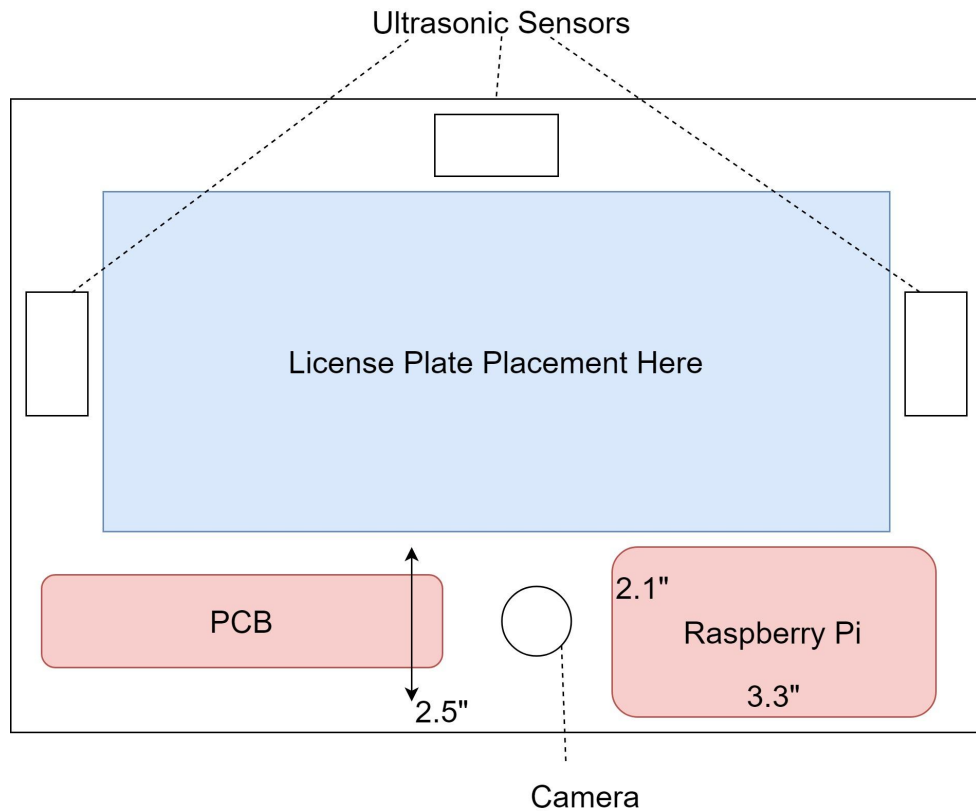 Ultrasonic Sensors
License Plate Placement Here
PCB
2.5"
2.1"
Raspberry Pi
3.3"
Camera